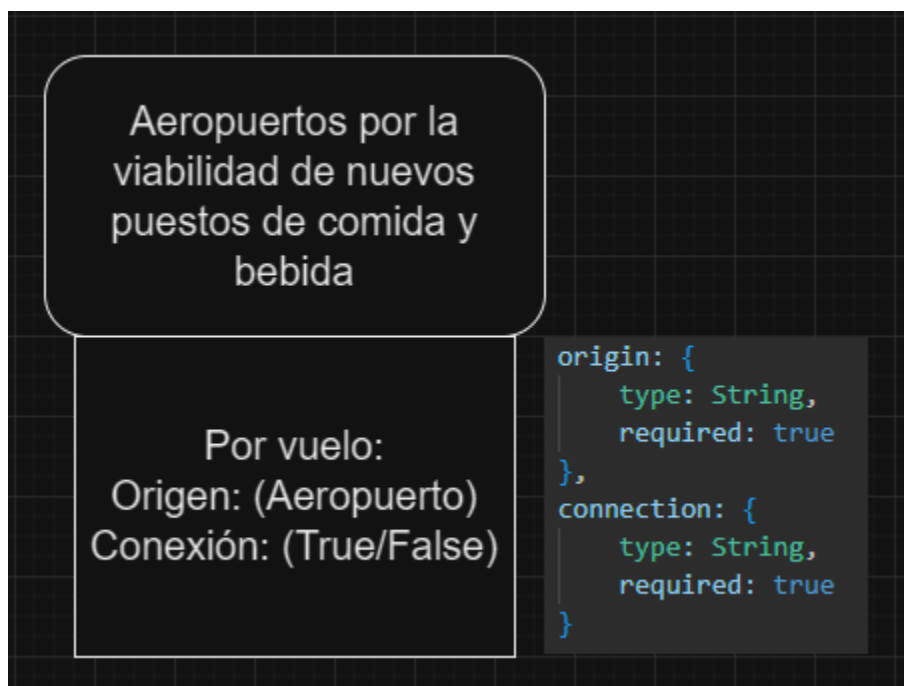 Aeropuertos por la
viabilidad de nuevos
puestos de comida y
bebida
Por vuelo:
Origen: (Aeropuerto)
Conexión: (True/False)
origin: {
type: String,
required: true
},
connection: {
type: String,
required: true
}